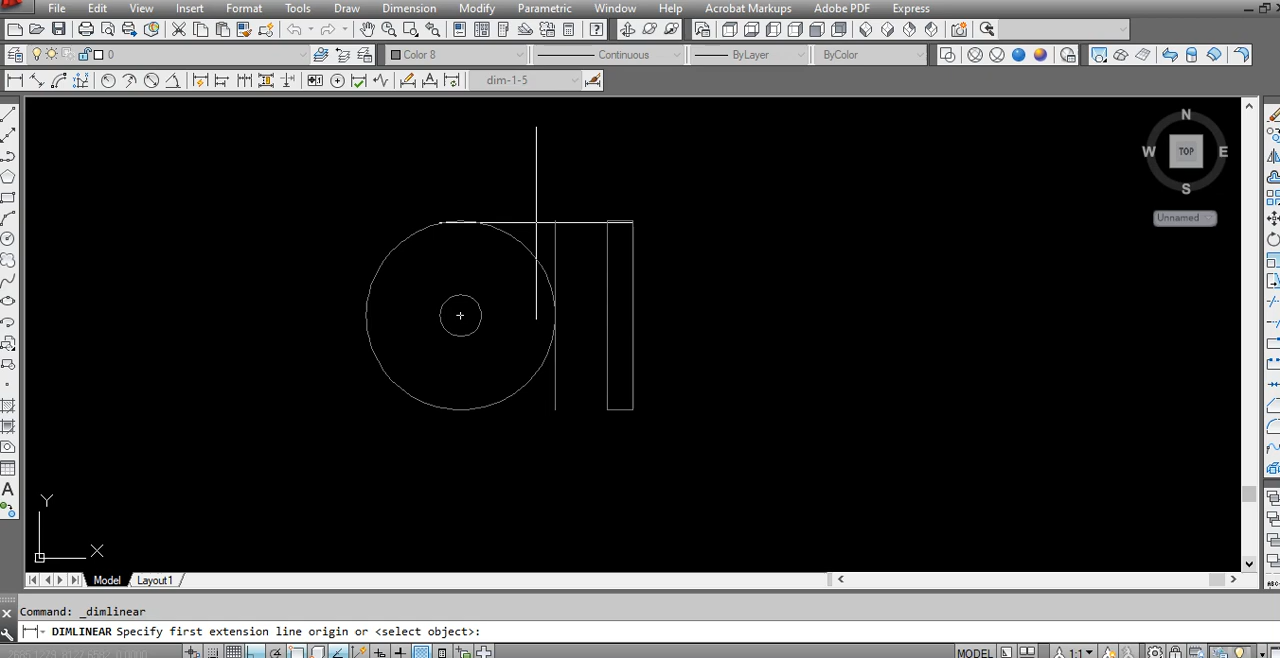 File Edit View Insert Format Tools Draw Dimension Modify Parametric Window Help Acrobat Markups Adobe PDF Express
0 Color 8 Continuous ByLayer ByColor
dim-1-5
N
W TOP E
S
Unnamed
Y
X
A
Model Layout1
Command: _dimlinear
DIMLINEAR Specify first extension line origin or <select object>:
MODEL 1:1